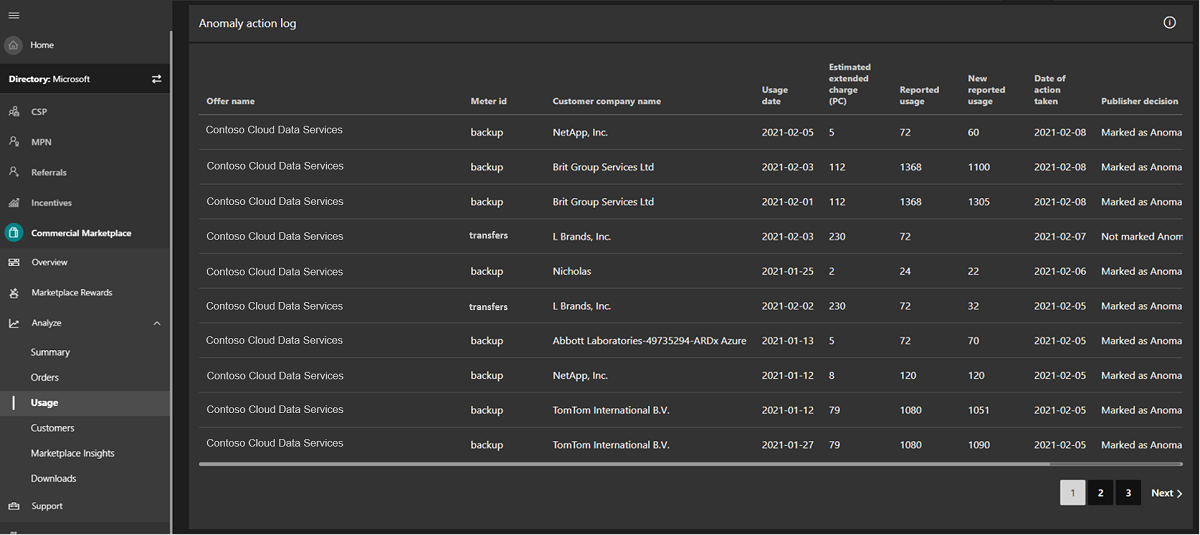 Home
Directory: Microsoft
CSP
MPN
Referrals
Incentives
Commercial Marketplace
Overview
Marketplace Rewards
Analyze
Summary
Orders
Usage
Customers
Marketplace Insights
Downloads
Support
Anomaly action log
Offer name Meter id Customer company name Usage date Estimated extended charge (PC) Reported usage New reported usage Date of action taken Publisher decision
Contoso Cloud Data Services backup NetApp, Inc. 2021-02-05 5 72 60 2021-02-08 Marked as Anoma
Contoso Cloud Data Services backup Brit Group Services Ltd 2021-02-03 112 1368 1100 2021-02-08 Marked as Anoma
Contoso Cloud Data Services backup Brit Group Services Ltd 2021-02-01 112 1368 1305 2021-02-08 Marked as Anoma
Contoso Cloud Data Services transfers L Brands, Inc. 2021-02-03 230 72 2021-02-07 Not marked Anom
Contoso Cloud Data Services backup Nicholas 2021-01-25 2 24 22 2021-02-06 Marked as Anoma
Contoso Cloud Data Services transfers L Brands, Inc. 2021-02-02 230 72 32 2021-02-05 Marked as Anoma
Contoso Cloud Data Services backup Abbott Laboratories-49735294-ARDx Azure 2021-01-13 5 72 70 2021-02-05 Marked as Anoma
Contoso Cloud Data Services backup NetApp, Inc. 2021-01-12 8 120 120 2021-02-05 Marked as Anoma
Contoso Cloud Data Services backup TomTom International B.V. 2021-01-12 79 1080 1051 2021-02-05 Marked as Anoma
Contoso Cloud Data Services backup TomTom International B.V. 2021-01-27 79 1080 1090 2021-02-05 Marked as Anoma
1 2 3 Next